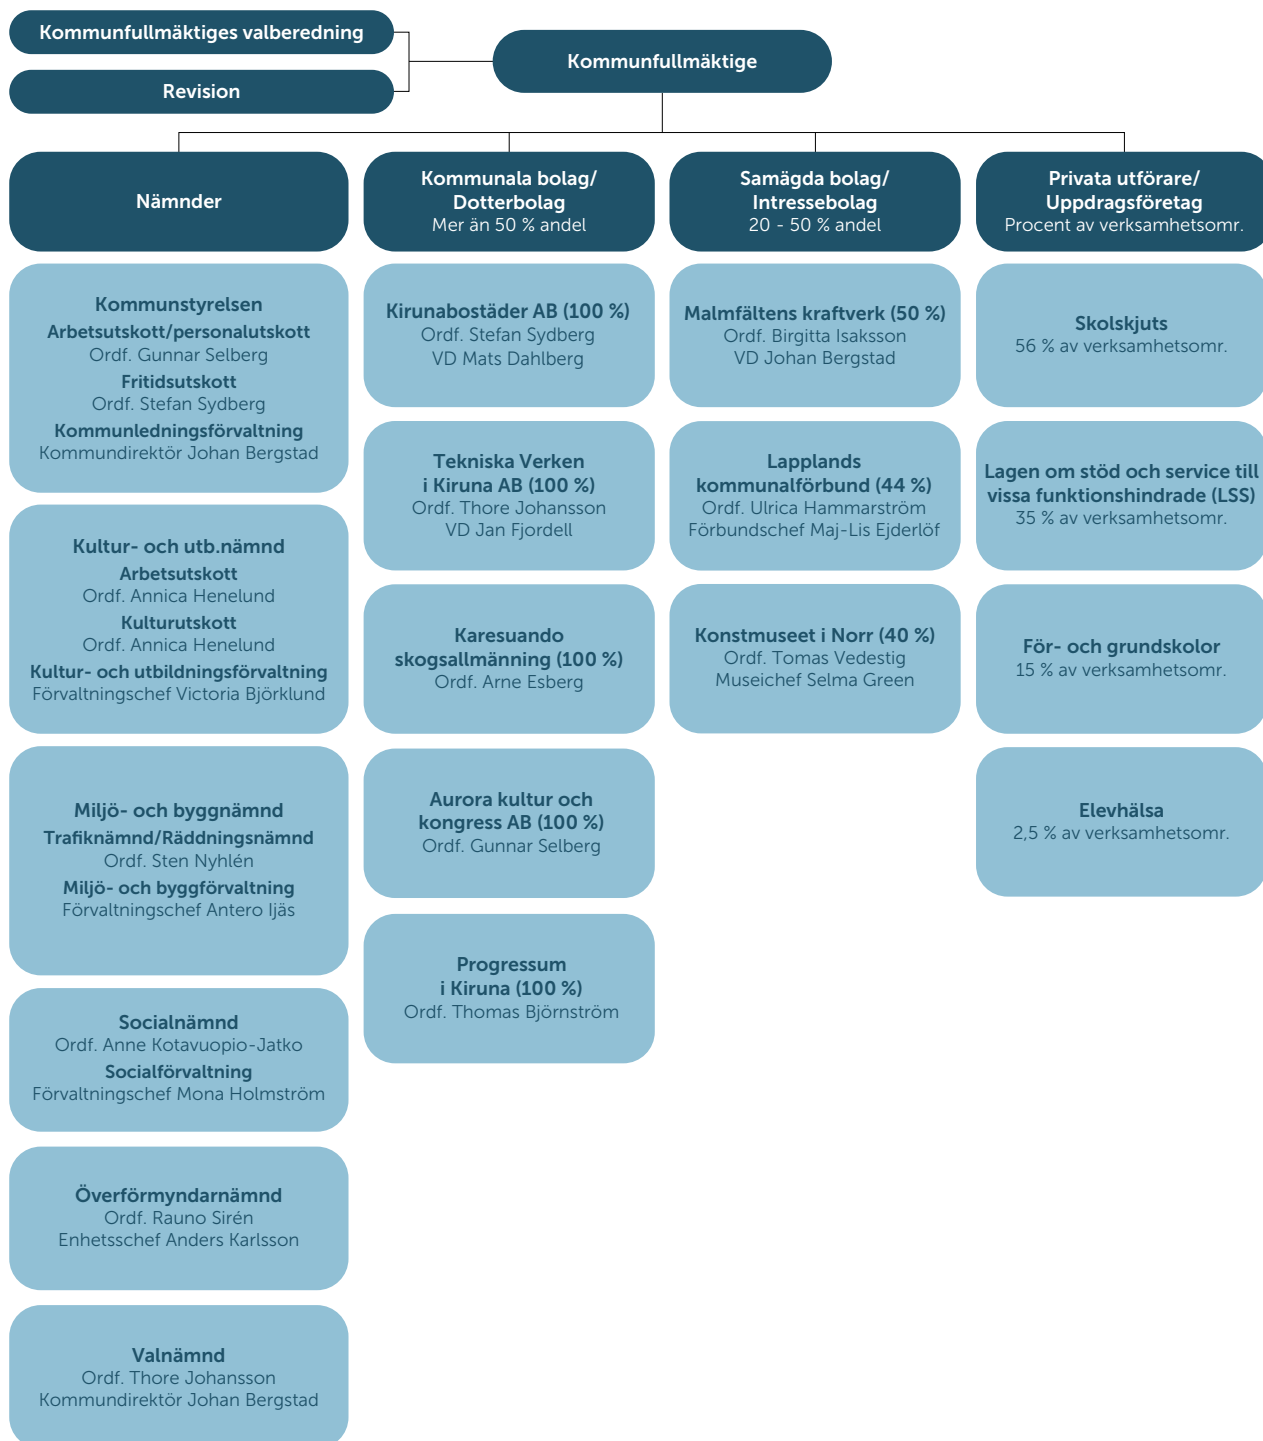 Kommunfullmäktiges valberedning
Revision
Kommunfullmäktige
Nämnder
Kommunala bolag/
Dotterbolag
Mer än 50 % andel
Samägda bolag/
Intressebolag
20 - 50 % andel
Privata utförare/
Uppdragsföretag
Procent av verksamhetsomr.
Kommunstyrelsen
Arbetsutskott/personalutskott
Ordf. Gunnar Selberg
Fritidsutskott
Ordf. Stefan Sydberg
Kommunledningsförvaltning
Kommundirektör Johan Bergstad
Kultur- och utb.nämnd
Arbetsutskott
Ordf. Annica Henelund
Kulturutskott
Ordf. Annica Henelund
Kultur- och utbildningsförvaltning
Förvaltningschef Victoria Björklund
Miljö- och byggnämnd
Trafiknämnd/Räddningsnämnd
Ordf. Sten Nyhlén
Miljö- och byggförvaltning
Förvaltningschef Antero Ijäs
Socialnämnd
Ordf. Anne Kotavuopio-Jatko
Socialförvaltning
Förvaltningschef Mona Holmström
Överförmyndarnämnd
Ordf. Rauno Sirén
Enhetsschef Anders Karlsson
Valnämnd
Ordf. Thore Johansson
Kommundirektör Johan Bergstad
Kirunabostäder AB (100 %)
Ordf. Stefan Sydberg
VD Mats Dahlberg
Tekniska Verken
i Kiruna AB (100 %)
Ordf. Thore Johansson
VD Jan Fjordell
Karesuando
skogsallmänning (100 %)
Ordf. Arne Esberg
Aurora kultur och
kongress AB (100 %)
Ordf. Gunnar Selberg
Progressum
i Kiruna (100 %)
Ordf. Thomas Björnström
Malmfältens kraftverk (50 %)
Ordf. Birgitta Isaksson
VD Johan Bergstad
Lapplands
kommunalförbund (44 %)
Ordf. Ulrica Hammarström
Förbundschef Maj-Lis Ejderlöf
Konstmuseet i Norr (40 %)
Ordf. Tomas Vedestig
Museichef Selma Green
Skolskjuts
56 % av verksamhetsomr.
Lagen om stöd och service till
vissa funktionshindrade (LSS)
35 % av verksamhetsomr.
För- och grundskolor
15 % av verksamhetsomr.
Elevhälsa
2,5 % av verksamhetsomr.